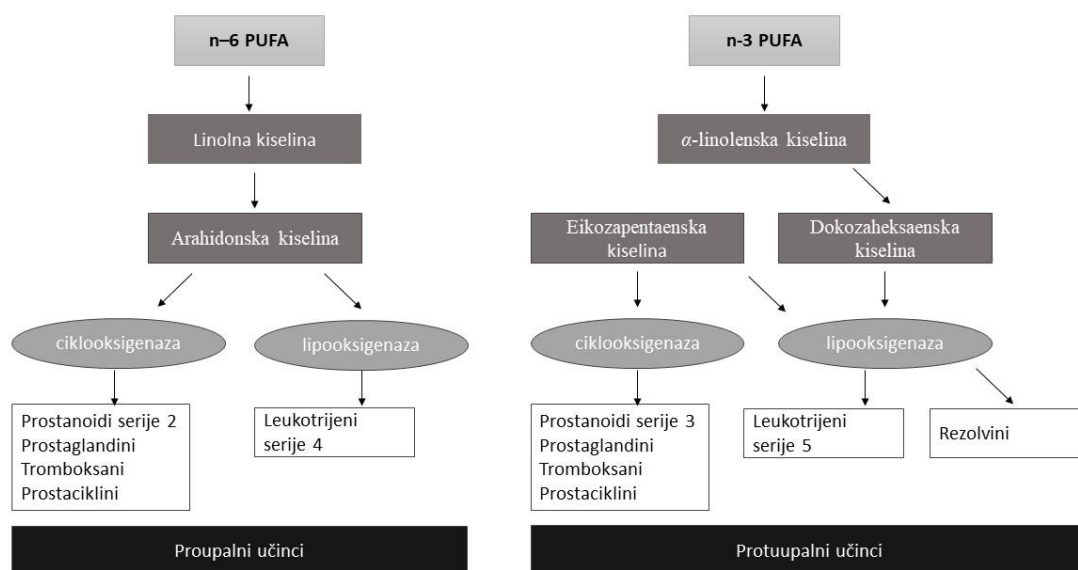 n–6 PUFA
Linolna kiselina
Arahidonska kiselina
ciklooksigenaza
lipooksigenaza
Prostanoidi serije 2
Prostaglandini
Tromboksani
Prostaciklini
Leukotrijeni
serije 4
Proupalni učinci
n-3 PUFA
α-linolenska kiselina
Eikozapentaenska
kiselina
Dokozaheksaenska
kiselina
ciklooksigenaza
lipooksigenaza
Prostanoidi serije 3
Prostaglandini
Tromboksani
Prostaciklini
Leukotrijeni
serije 5
Rezolvini
Protuupalni učinci